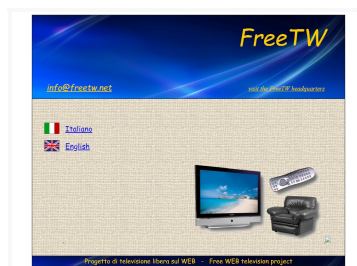 FreeTW
info@freetw.net
visit the FreeTW headquarters
Italiano
English
Progetto di televisione libera sul WEB - Free WEB television project